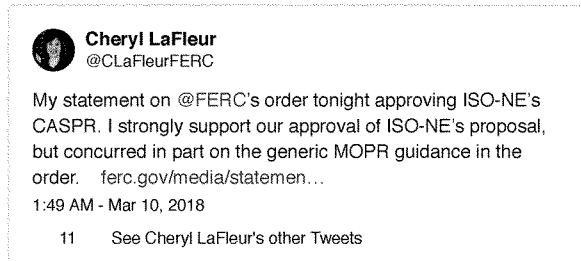 Cheryl LaFleur
@CLaFleurFERC
My statement on @FERC's order tonight approving ISO-NE's
CASPR. I strongly support our approval of ISO-NE's proposal,
but concurred in part on the generic MOPR guidance in the
order. ferc.gov/media/statemen...
1:49 AM - Mar 10, 2018
11 See Cheryl LaFleur's other Tweets